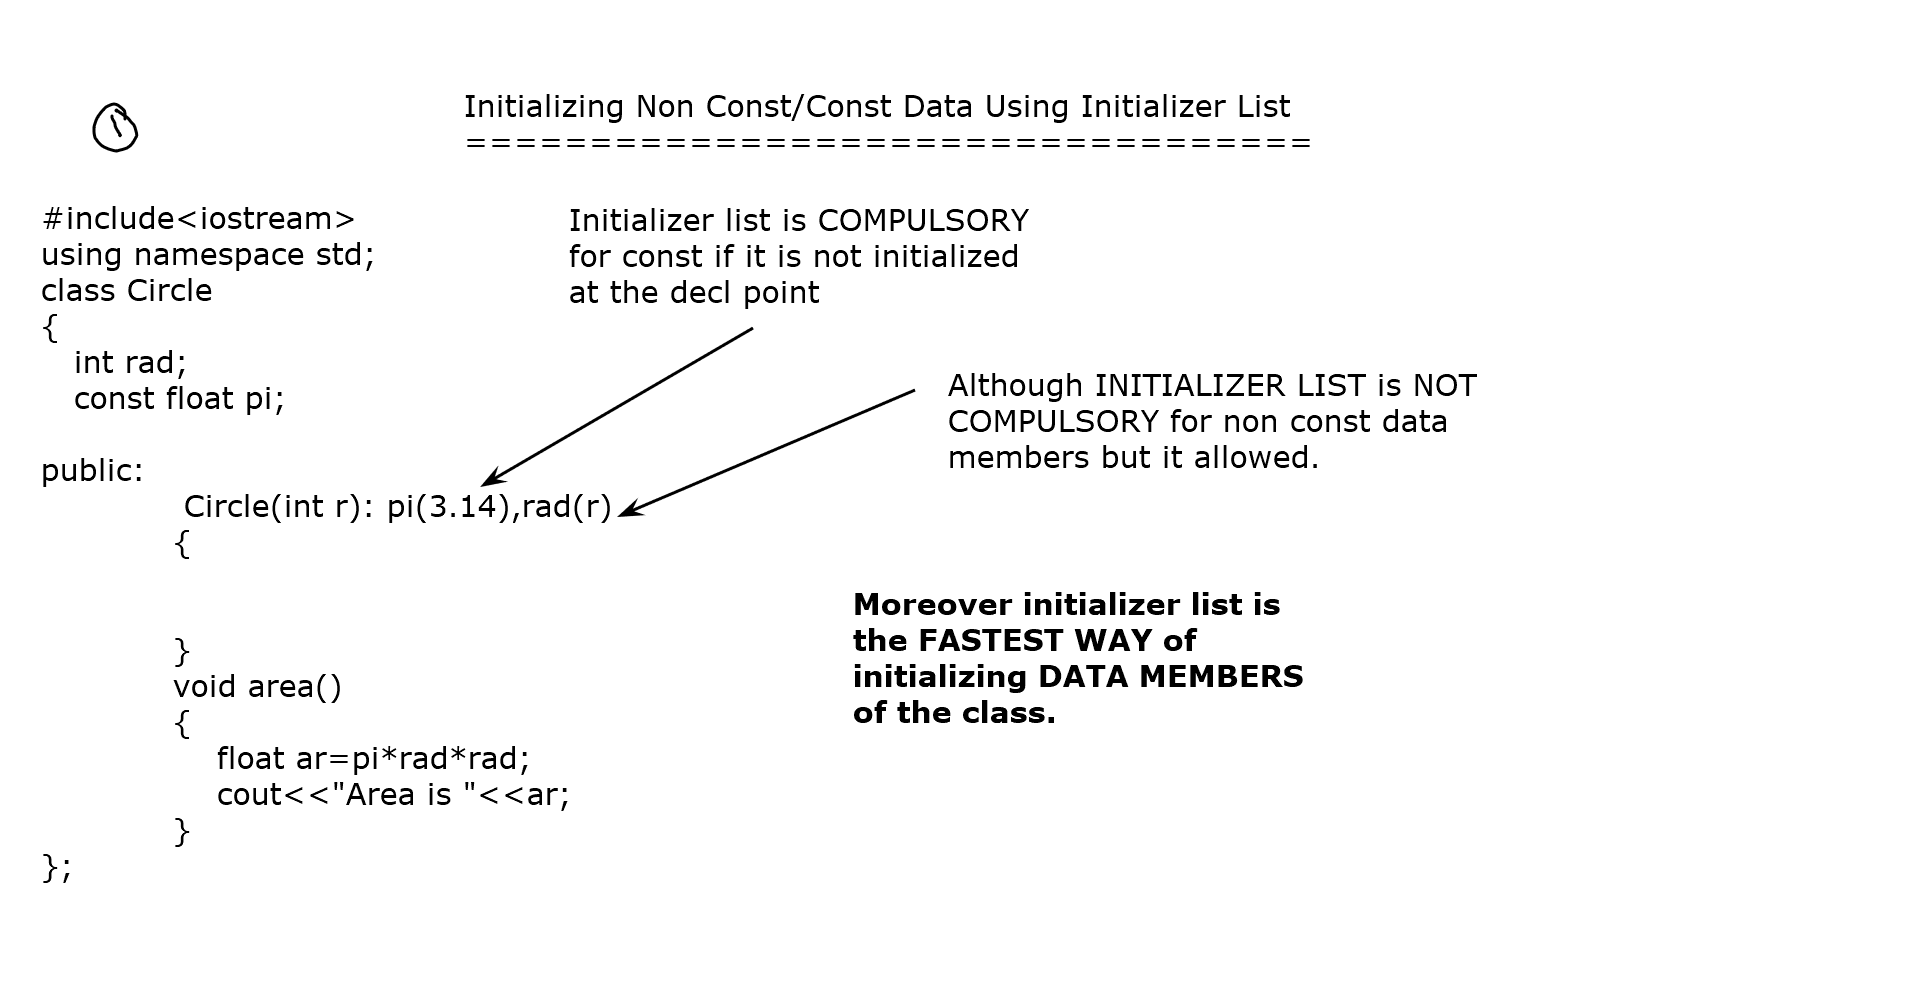 Initializing Non Const/Const Data Using Initializer List
==================================
#include<iostream>
using namespace std;
class Circle
{
int rad;
const float pi;
public:
Circle(int r): pi(3.14),rad(r)
{
}
void area()
{
float ar=pi*rad*rad;
cout<<"Area is "<<ar;
}
};
Initializer list is COMPULSORY
for const if it is not initialized
at the decl point
Although INITIALIZER LIST is NOT
COMPULSORY for non const data
members but it allowed.
Moreover initializer list is
the FASTEST WAY of
initializing DATA MEMBERS
of the class.